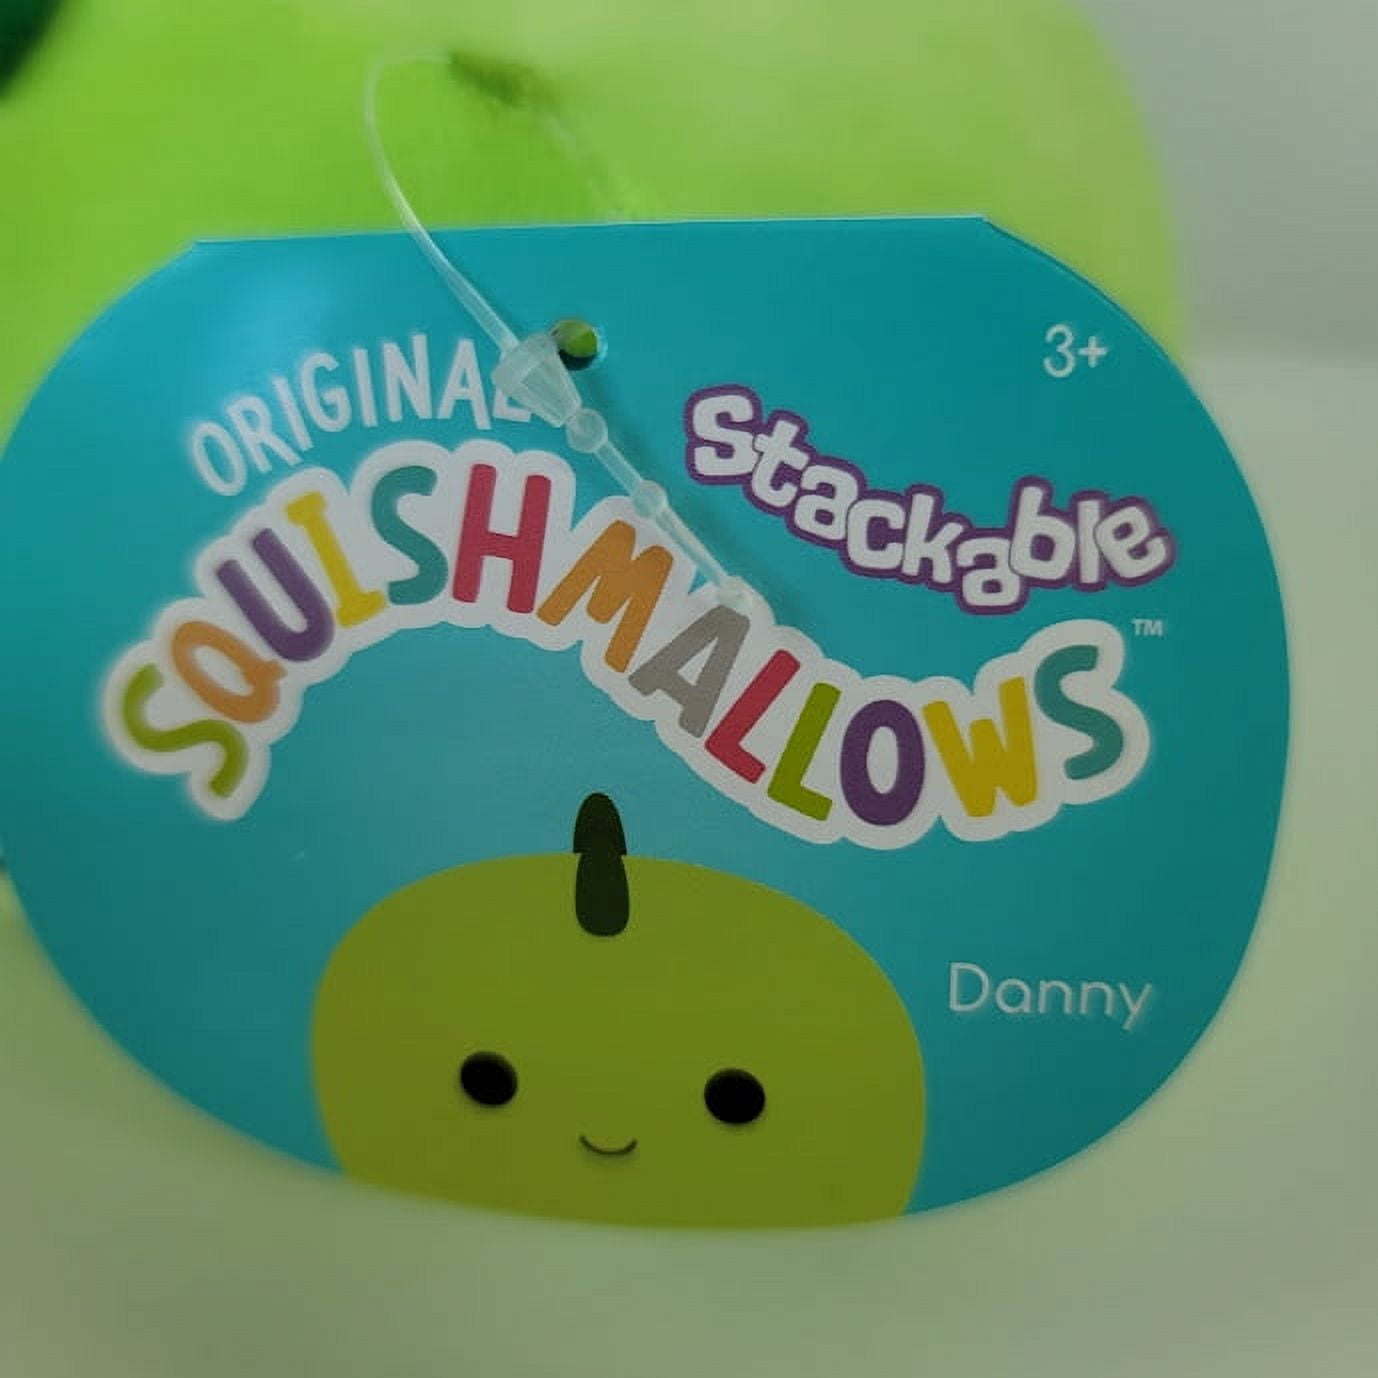 3+
ORIGINAL
Stackable
SQUISHMALLOWS™
Danny